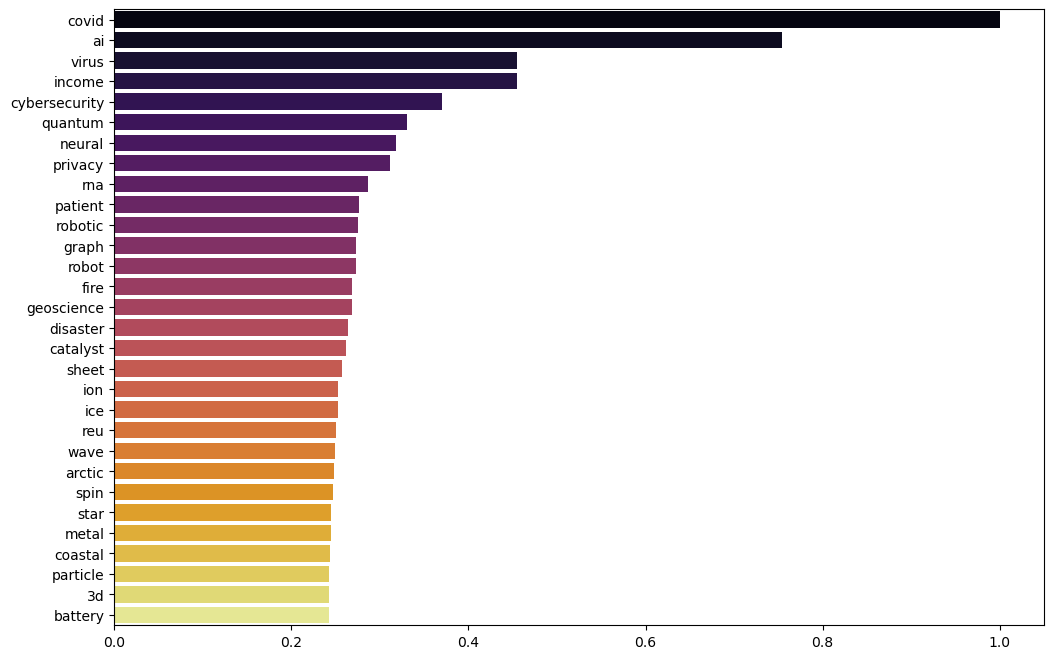 covid
ai
virus
income
cybersecurity
quantum
neural
privacy
rna
patient
robotic
graph
robot
fire
geoscience
disaster
catalyst
sheet
ion
ice
reu
wave
arctic
spin
star
metal
coastal
particle
3d
battery
0.0 0.2 0.4 0.6 0.8 1.0